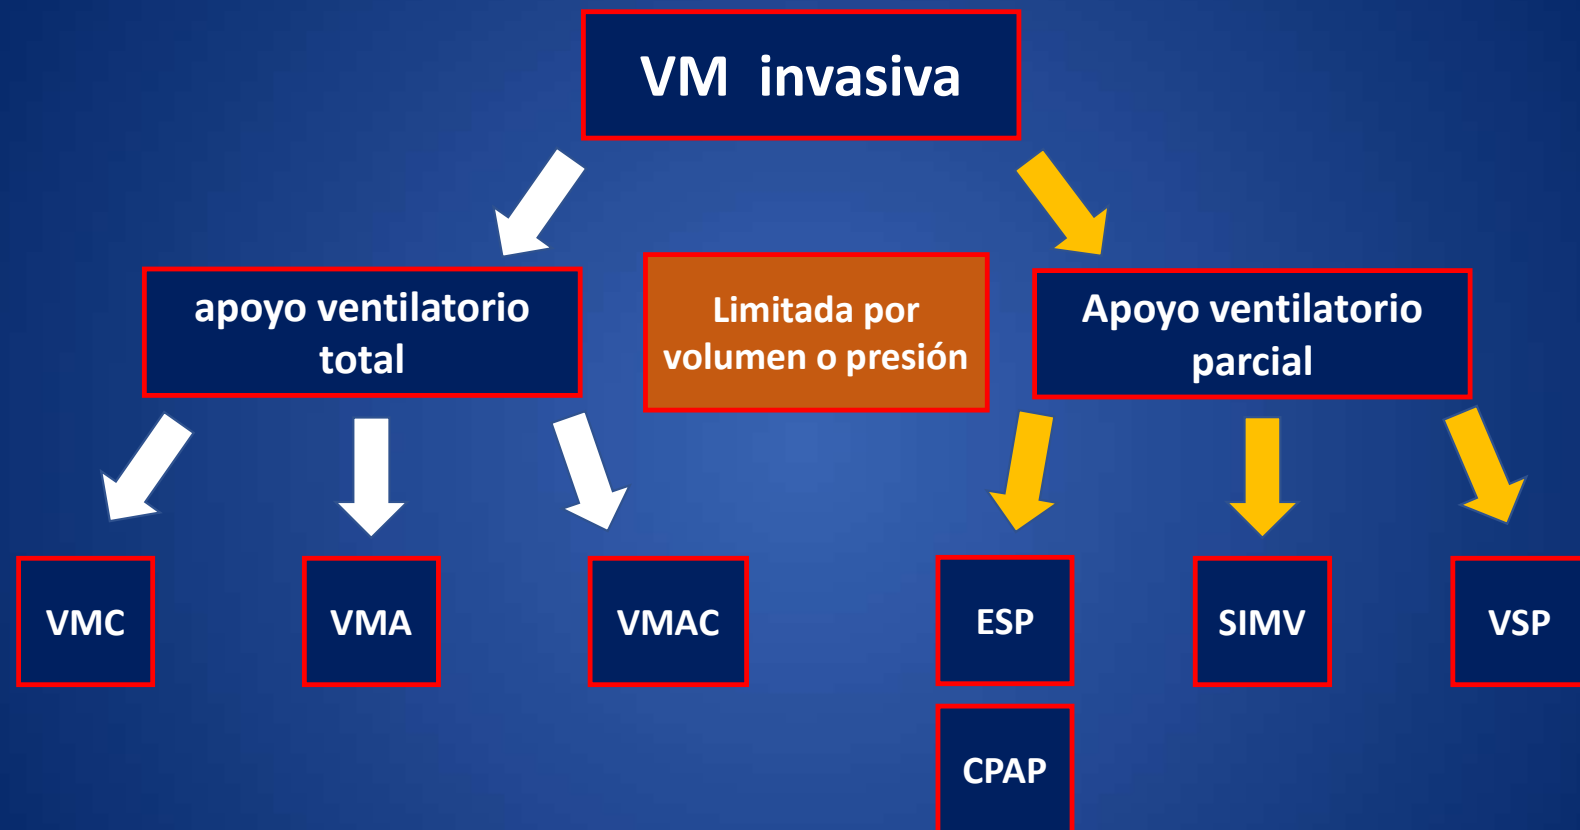 VM invasiva
apoyo ventilatorio
total
Limitada por
volumen o presión
Apoyo ventilatorio
parcial
VMC
VMA
VMAC
ESP
SIMV
VSP
CPAP